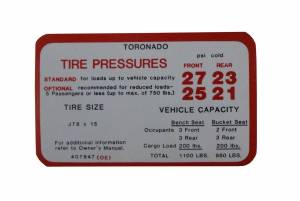 TORONADO
TIRE PRESSURES psi cold
FRONT REAR
STANDARD for loads up to vehicle capacity 27 23
OPTIONAL recommended for reduced loads-
5 Passengers or less (up to max. of 750 lbs.) 25 21
TIRE SIZE VEHICLE CAPACITY
J78 x 15 Bench Seat Bucket Seat
Occupants 3 Front 2 Front
3 Rear 3 Rear
For additional information Cargo Load 200 lbs. 200 lbs.
refer to Owner's Manual. TOTAL 1100 LBS. 950 LBS.
407847 (OE)